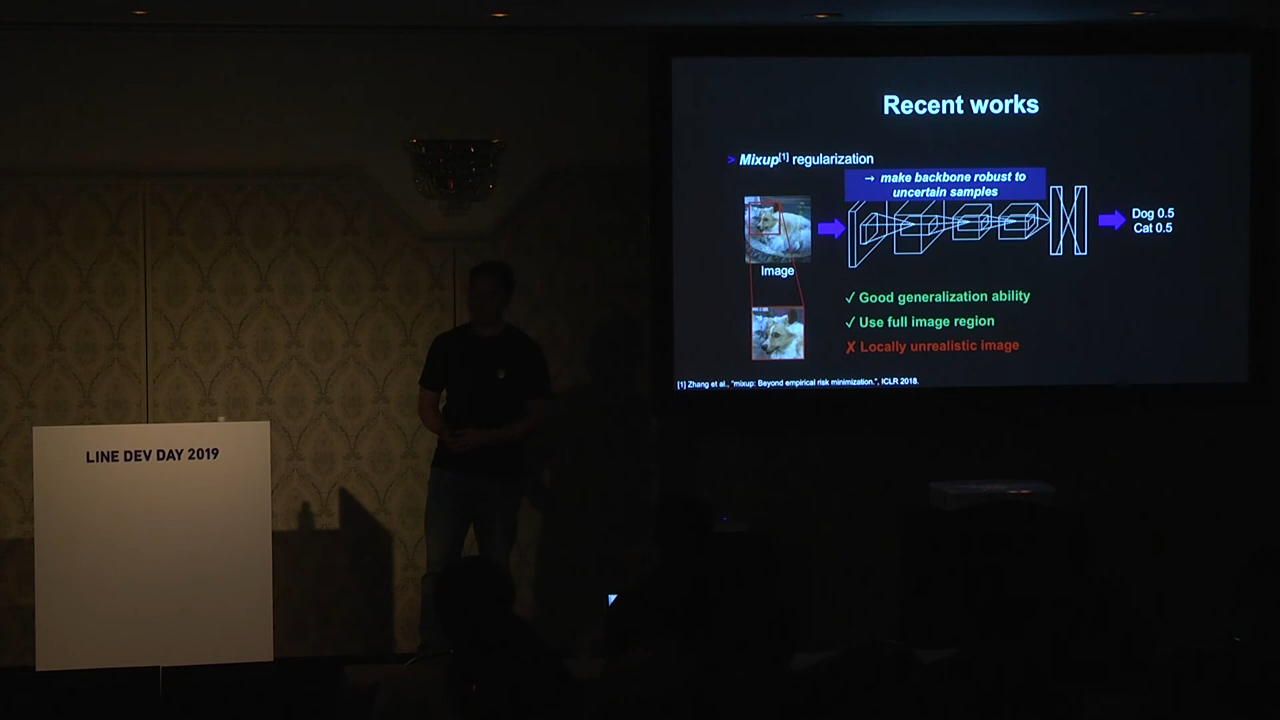 LINE DEV DAY 2019
Recent works
> Mixup[1] regularization
→ make backbone robust to
uncertain samples
Image
Dog 0.5
Cat 0.5
✓ Good generalization ability
✓ Use full image region
✗ Locally unrealistic image
[1] Zhang et al., "mixup: Beyond empirical risk minimization.", ICLR 2018.